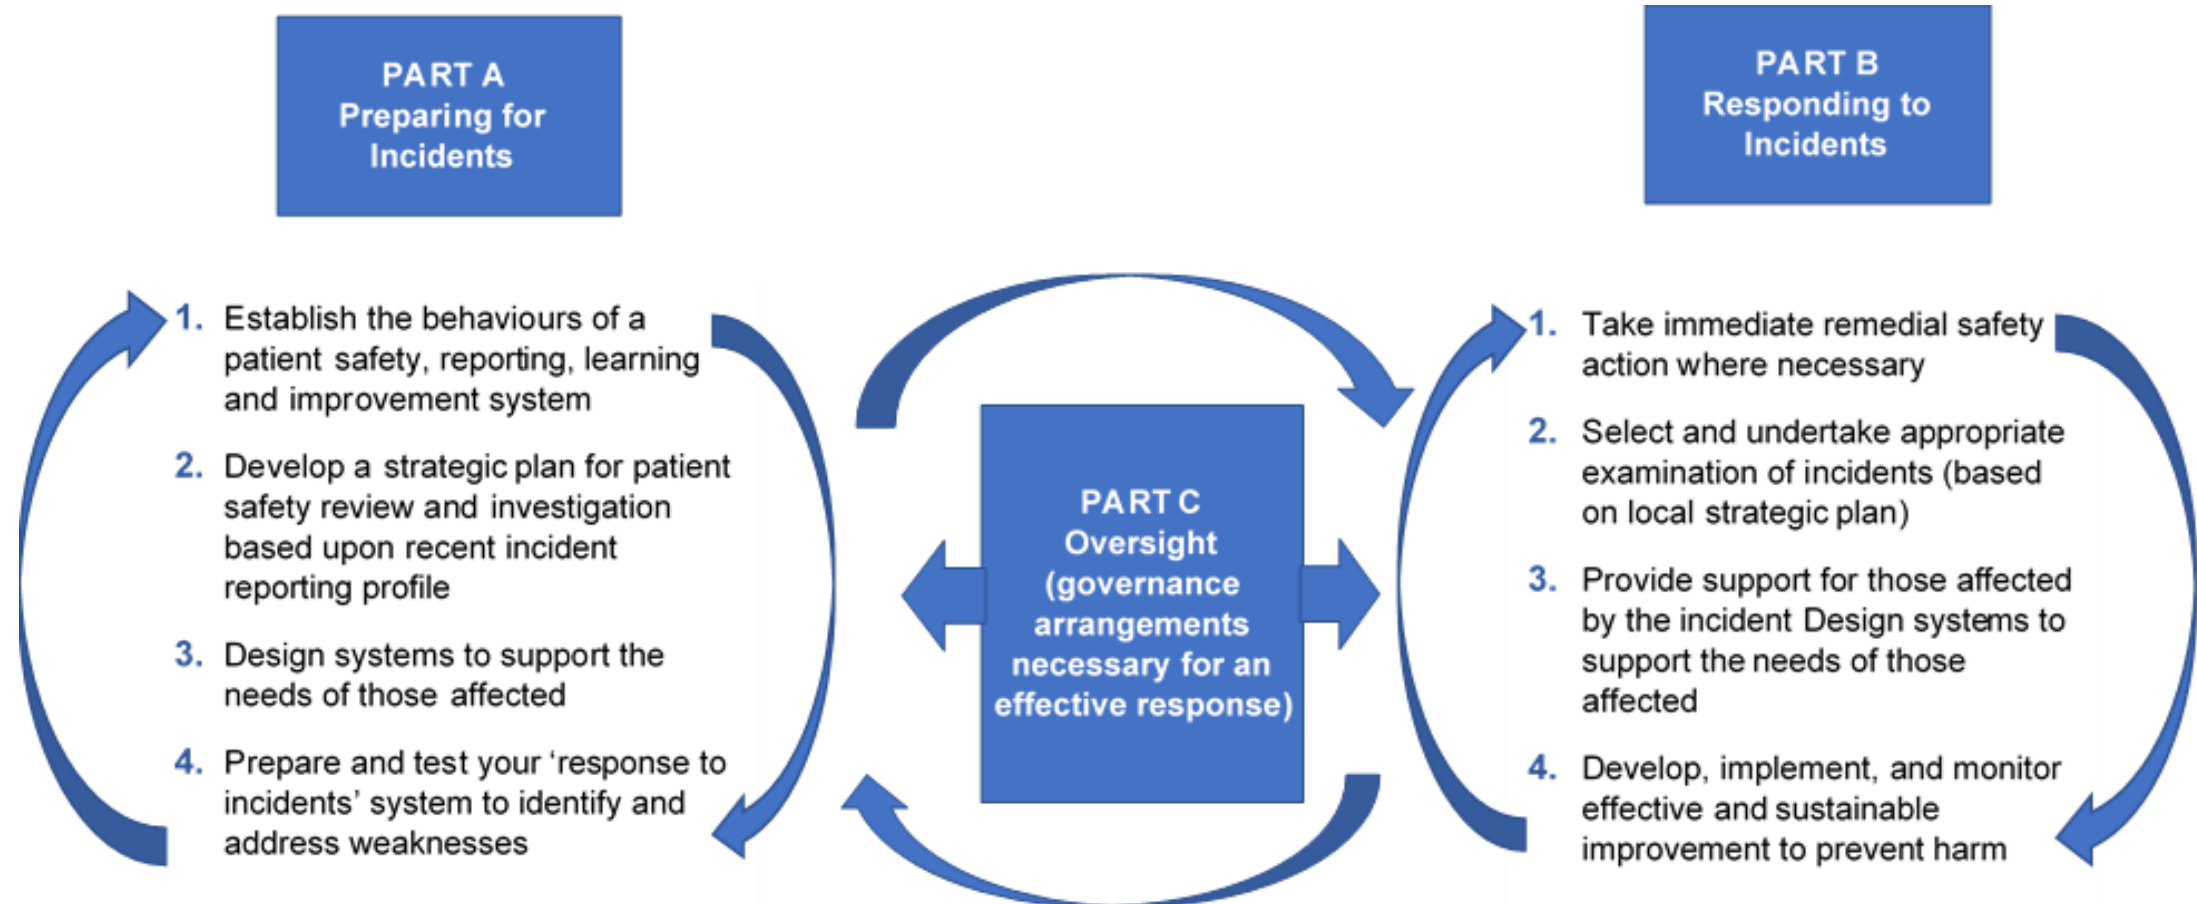 PART A
Preparing for
Incidents
1. Establish the behaviours of a
patient safety, reporting, learning
and improvement system
2. Develop a strategic plan for patient
safety review and investigation
based upon recent incident
reporting profile
3. Design systems to support the
needs of those affected
4. Prepare and test your ‘response to
incidents’ system to identify and
address weaknesses
PART C
Oversight
(governance
arrangements
necessary for an
effective response)
PART B
Responding to
Incidents
1. Take immediate remedial safety
action where necessary
2. Select and undertake appropriate
examination of incidents (based
on local strategic plan)
3. Provide support for those affected
by the incident Design systems to
support the needs of those
affected
4. Develop, implement, and monitor
effective and sustainable
improvement to prevent harm